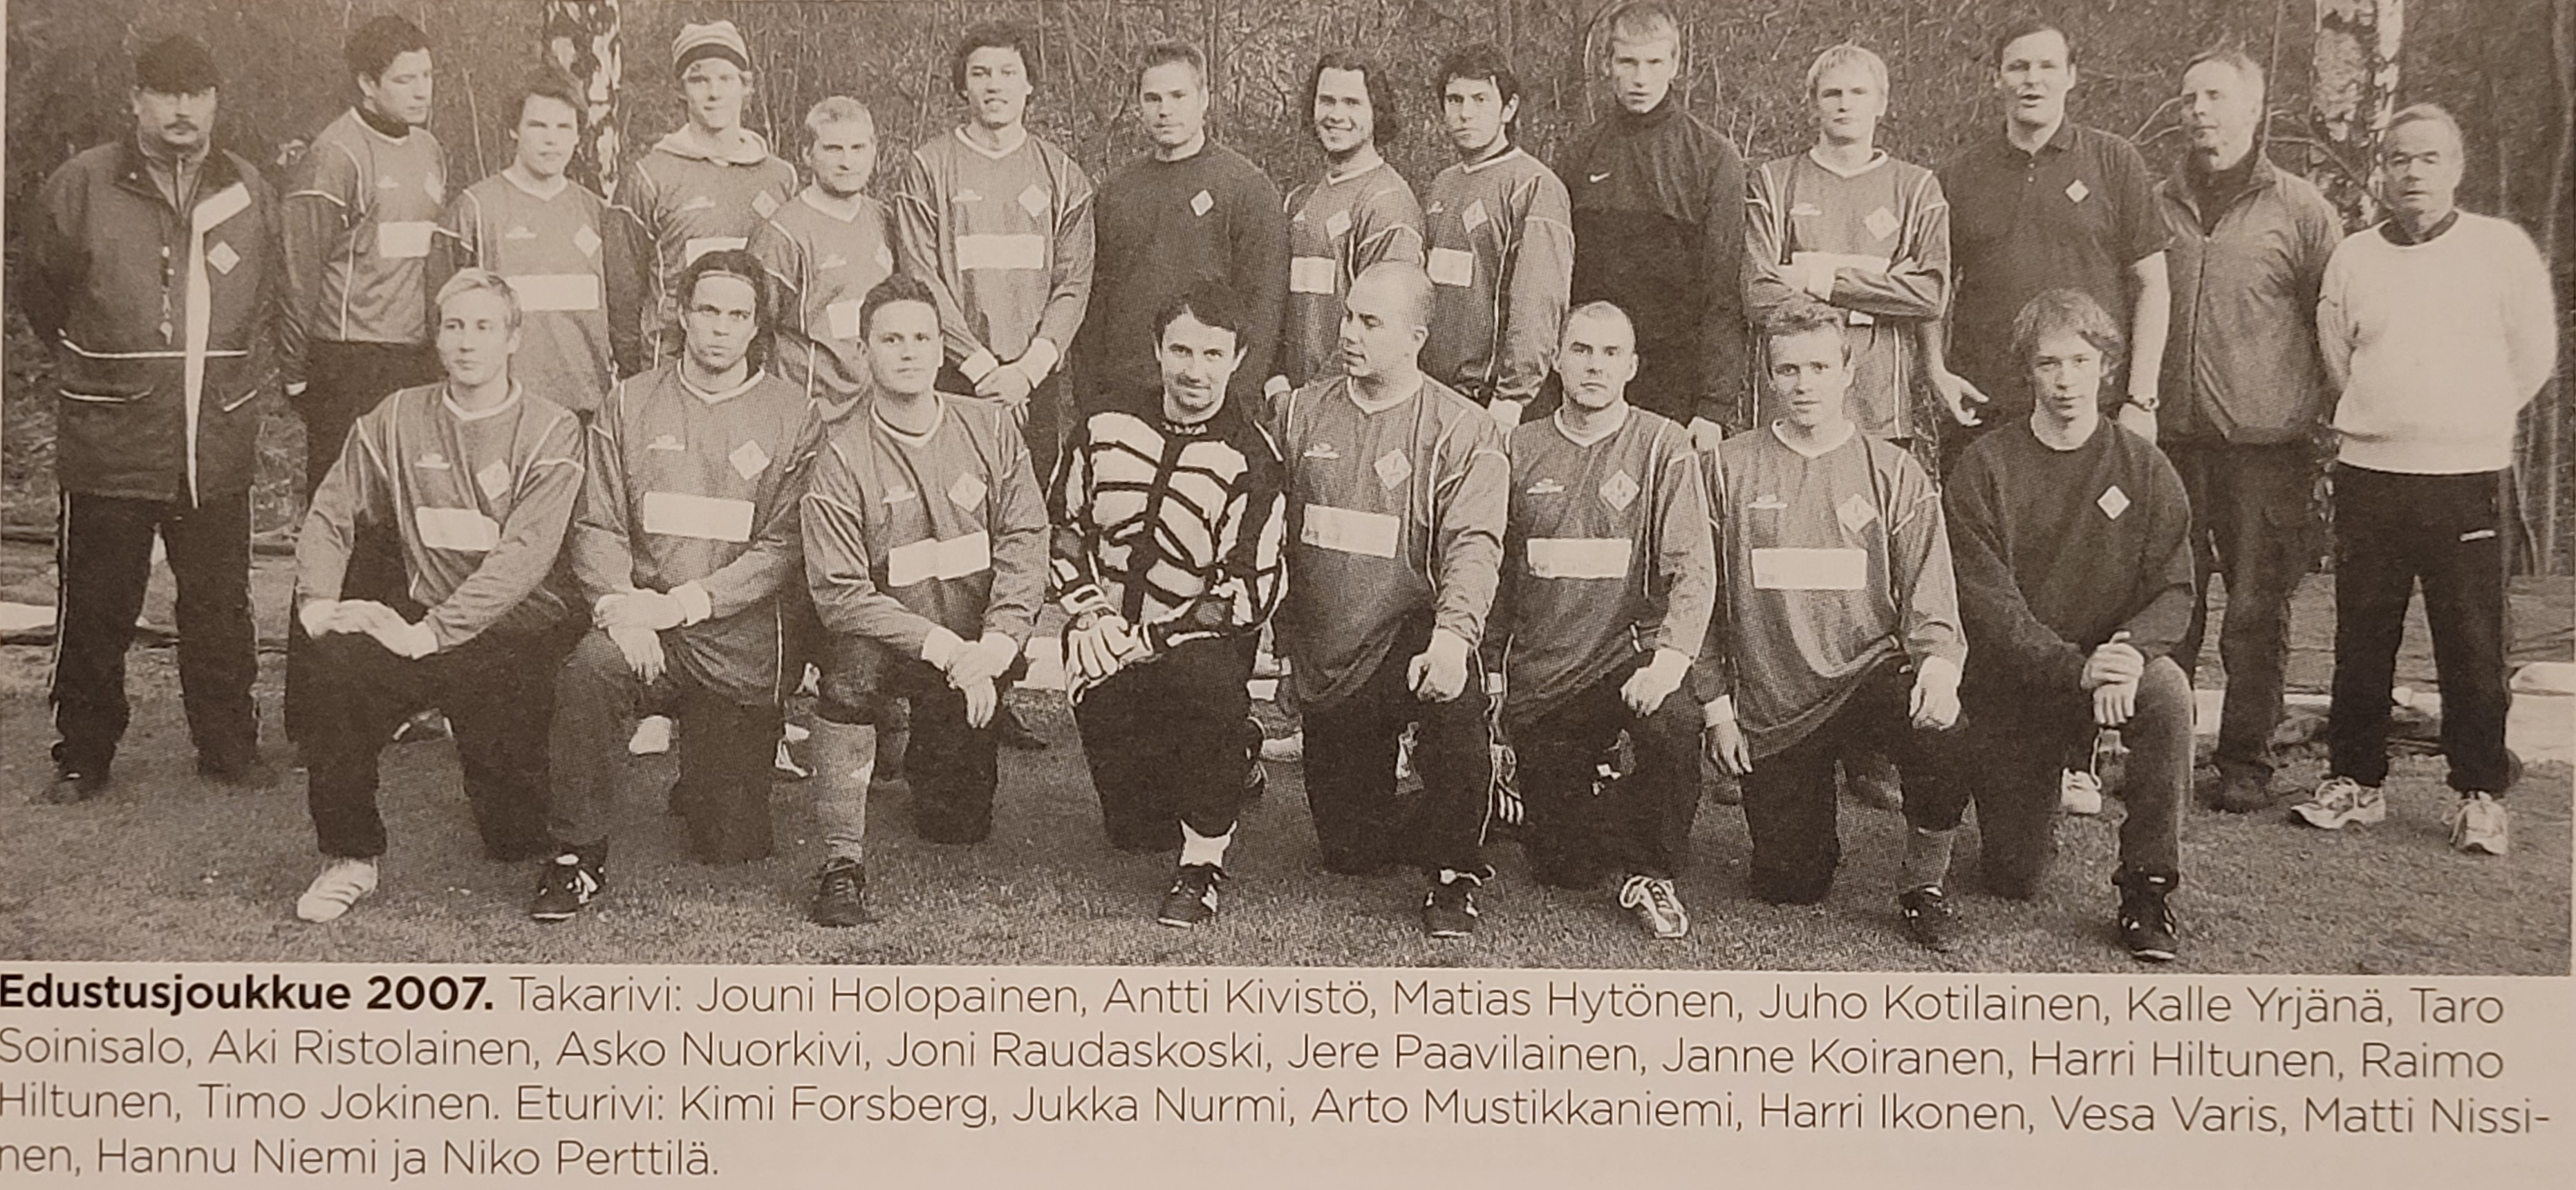 Edustusjoukkue 2007. Takarivi: Jouni Holopainen, Antti Kivistö, Matias Hytönen, Juho Kotilainen, Kalle Yrjänä, Taro
Soinisalo, Aki Ristolainen, Asko Nuorkivi, Joni Raudaskoski, Jere Paavilainen, Janne Koiranen, Harri Hiltunen, Raimo
Hiltunen, Timo Jokinen. Eturivi: Kimi Forsberg, Jukka Nurmi, Arto Mustikkaniemi, Harri Ikonen, Vesa Varis, Matti Nissi-
nen, Hannu Niemi ja Niko Perttilä.